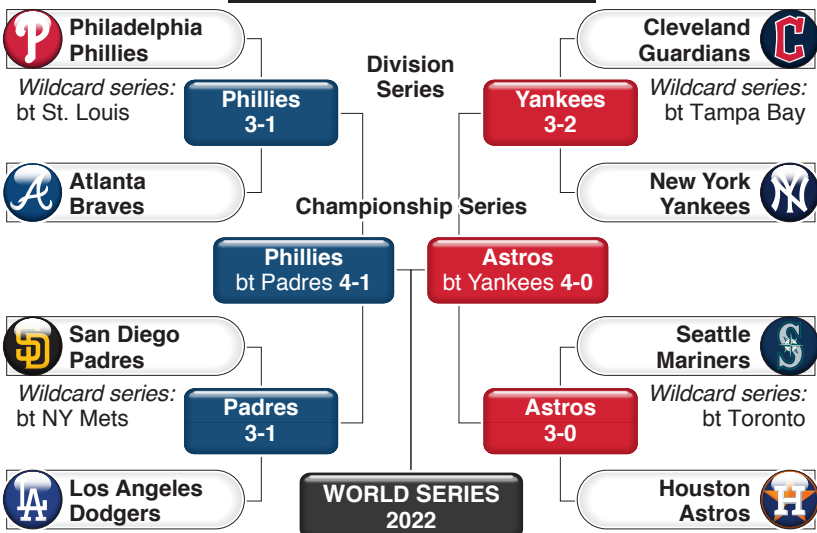 Philadelphia
Phillies
Wildcard series:
bt St. Louis
Phillies
3-1
Atlanta
Braves
Division
Series
Cleveland
Guardians
Wildcard series:
bt Tampa Bay
Yankees
3-2
New York
Yankees
Championship Series
Phillies
bt Padres 4-1
Astros
bt Yankees 4-0
San Diego
Padres
Wildcard series:
bt NY Mets
Padres
3-1
Los Angeles
Dodgers
Seattle
Mariners
Wildcard series:
bt Toronto
Astros
3-0
Houston
Astros
WORLD SERIES
2022
P
C
A
NY
SD
S
LA
H